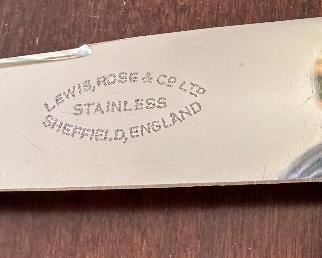 LEWIS, ROSE & CO LTD
STAINLESS
SHEFFIELD, ENGLAND